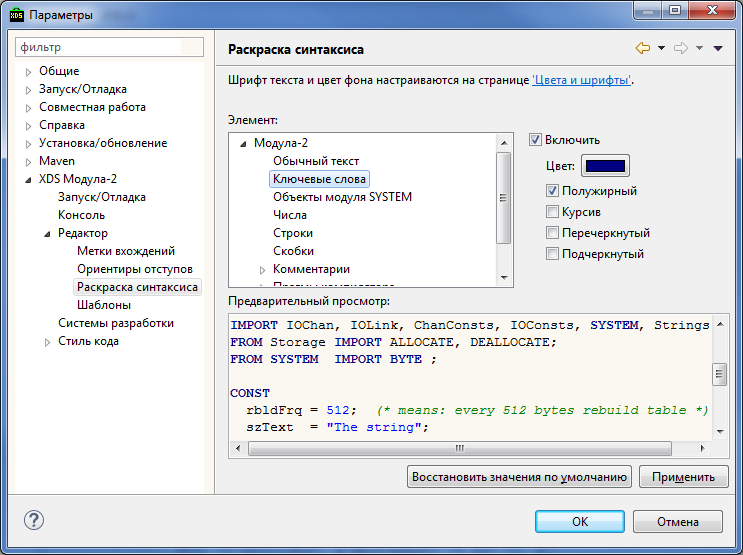 XDS Параметры
фильтр
Общие
Запуск/Отладка
Совместная работа
Справка
Установка/обновление
Maven
XDS Модула-2
Запуск/Отладка
Консоль
Редактор
Метки вхождений
Ориентиры отступов
Раскраска синтаксиса
Шаблоны
Системы разработки
Стиль кода
Раскраска синтаксиса
Шрифт текста и цвет фона настраиваются на странице 'Цвета и шрифты'.
Элемент:
Модула-2
Обычный текст
Ключевые слова
Объекты модуля SYSTEM
Числа
Строки
Скобки
Комментарии
Включить
Цвет:
Полужирный
Курсив
Перечеркнутый
Подчеркнутый
Предварительный просмотр:
IMPORT IOChan, IOLink, ChanConsts, IOConsts, SYSTEM, Strings
FROM Storage IMPORT ALLOCATE, DEALLOCATE;
FROM SYSTEM  IMPORT BYTE ;
CONST
rbldFrq = 512;  (* means: every 512 bytes rebuild table *)
szText  = "The string";
Восстановить значения по умолчанию Применить
? OK Отмена